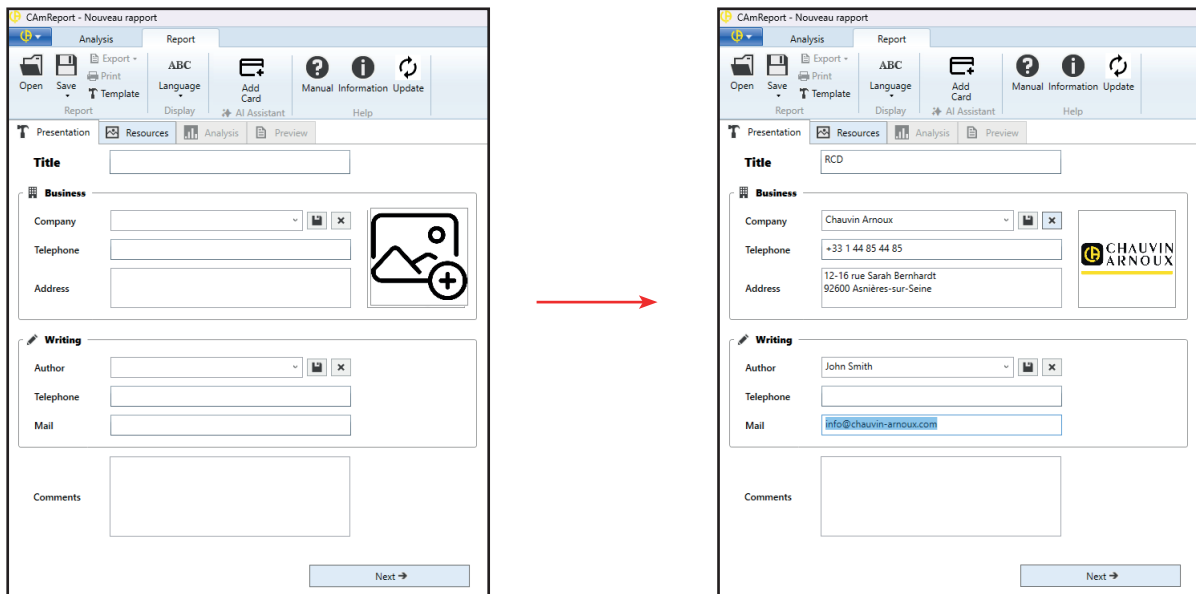 CAmReport - Nouveau rapport
Analysis Report
Open
Save
Export
Print
Template
Report
ABC
Language
Display
Add
Card
AI Assistant
Manual Information Update
Help
Presentation Resources Analysis Preview
Title
Business
Company
Telephone
Address
Writing
Author
Telephone
Mail
Comments
Next
CAmReport - Nouveau rapport
Analysis Report
Open
Save
Export
Print
Template
Report
ABC
Language
Display
Add
Card
AI Assistant
Manual Information Update
Help
Presentation Resources Analysis Preview
Title RCD
Business
Company Chauvin Arnoux
Telephone +33 1 44 85 44 85
Address
12-16 rue Sarah Bernhardt
92600 Asnières-sur-Seine
CHAUVIN
ARNOUX
Writing
Author John Smith
Telephone
Mail info@chauvin-arnoux.com
Comments
Next